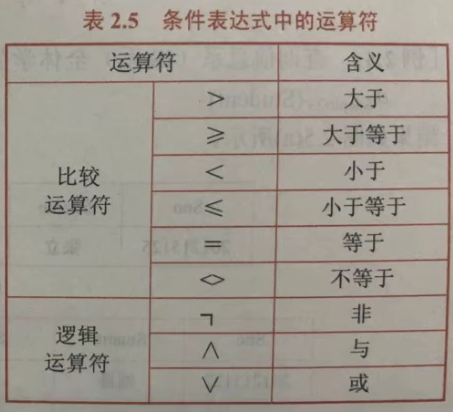 表 2.5 条件表达式中的运算符
运算符 含义
比较
运算符
> 大于
⩾ 大于等于
< 小于
⩽ 小于等于
= 等于
<> 不等于
逻辑
运算符
¬ 非
∧ 与
∨ 或